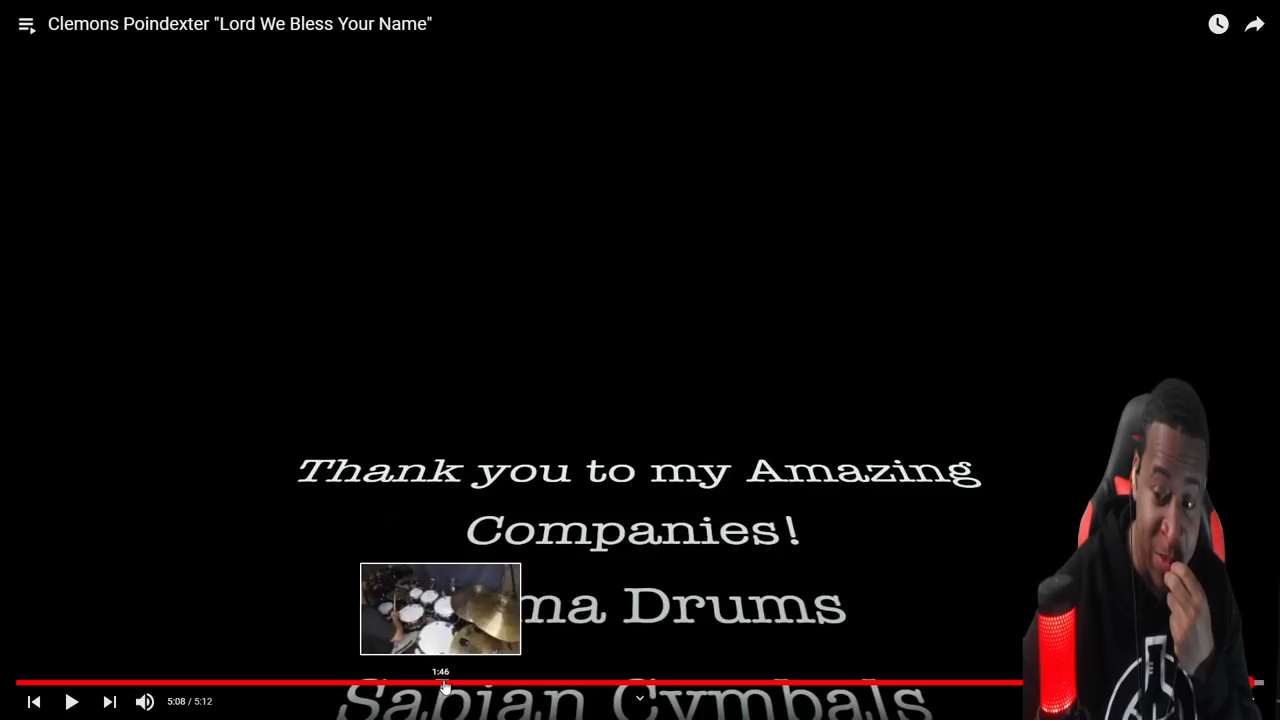 Clemons Poindexter "Lord We Bless Your Name"
Thank you to my Amazing
Companies!
Drums
1:46
Sabian Cymbals
5:08 / 5:12